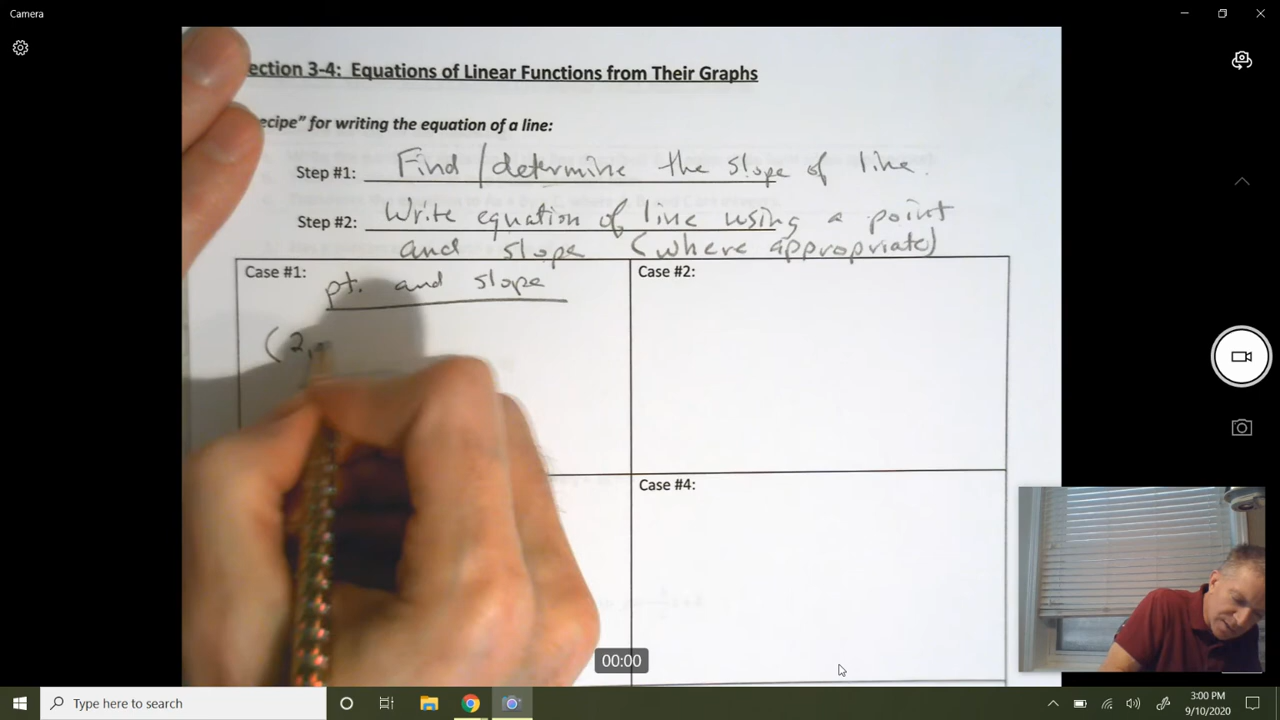 Camera
ection 3-4: Equations of Linear Functions from Their Graphs
ecipe" for writing the equation of a line:
Step #1: Find/determine the slope of line.
Step #2: Write equation of line using a point
and slope (where appropriate)
Case #1: pt. and slope
(2,
Case #2:
Case #4:
00:00
Type here to search
3:00 PM
9/10/2020